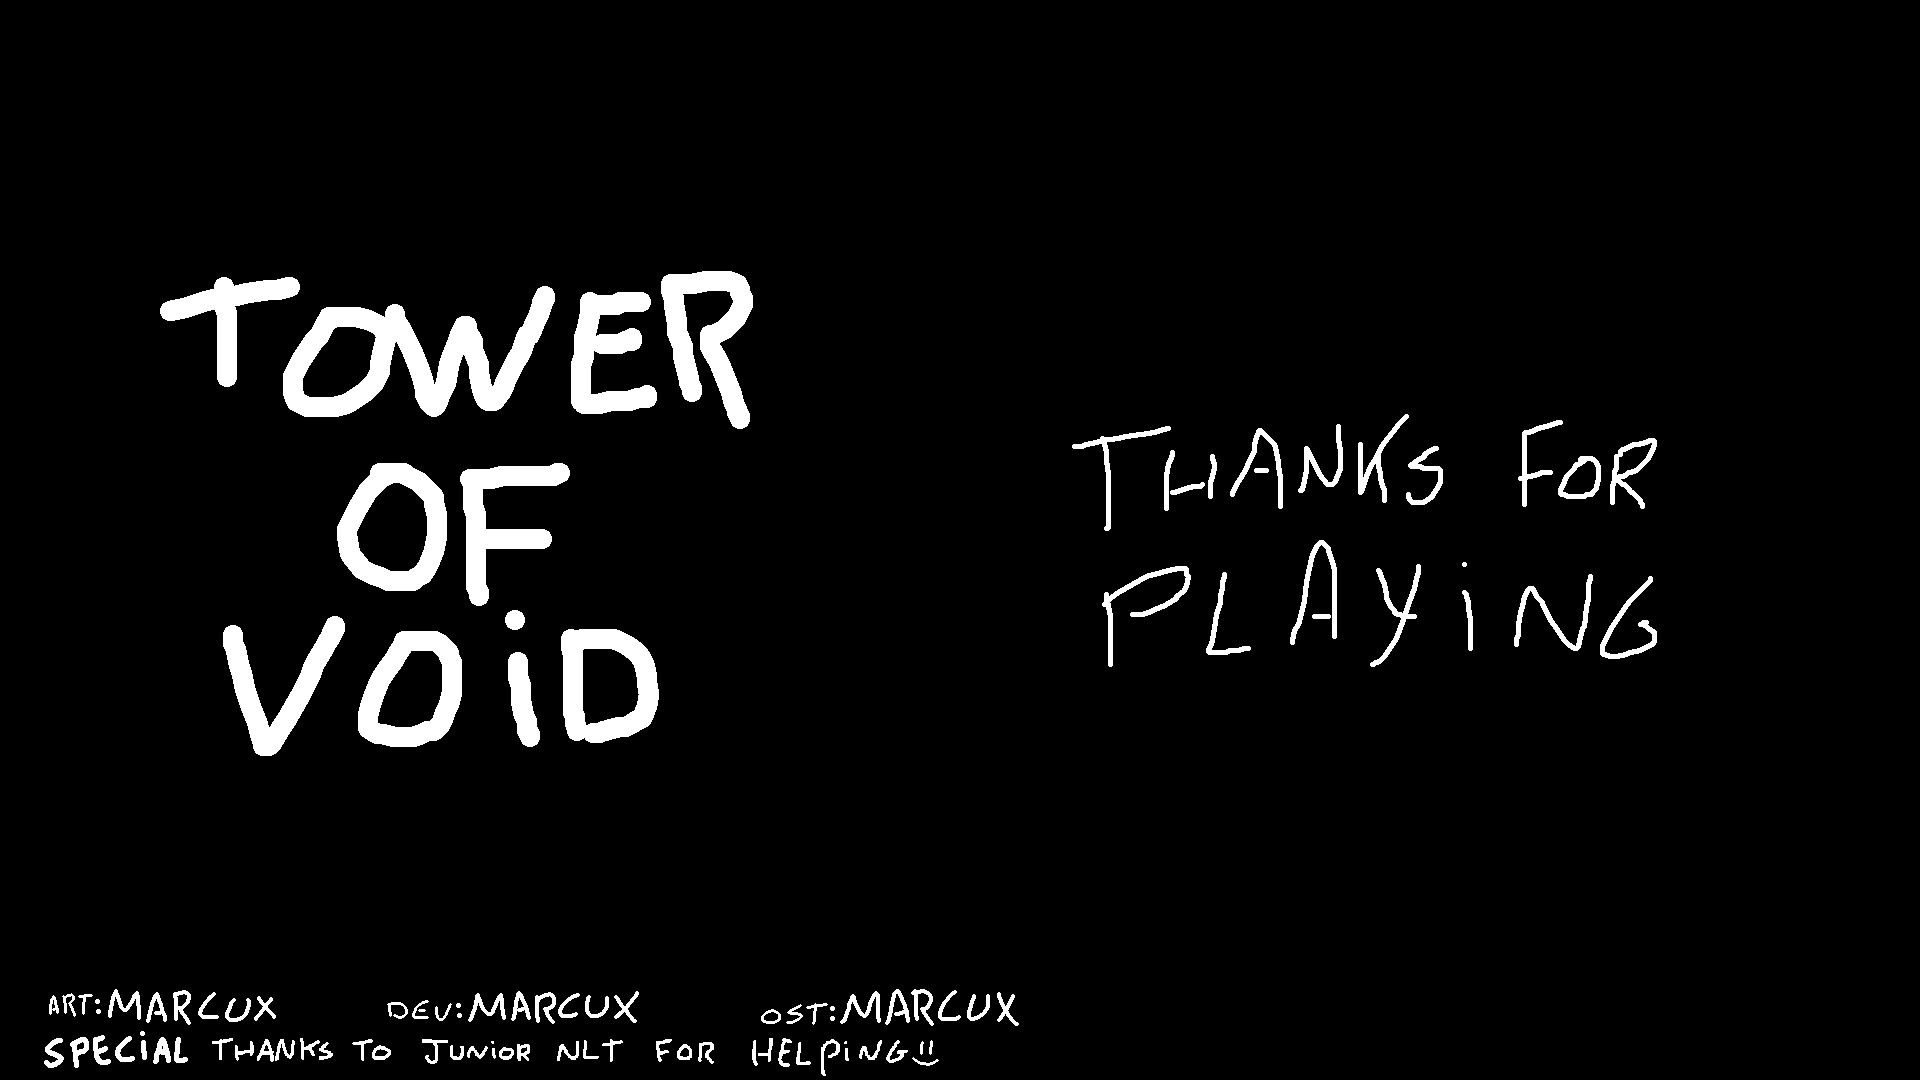 TOWER
OF
VOiD
THANKS FOR
PLAYiNG
ART:MARCUX DEV:MARCUX OST:MARCUX
SPECiAL THANKS TO JUNiOR NLT FOR HELPiNG